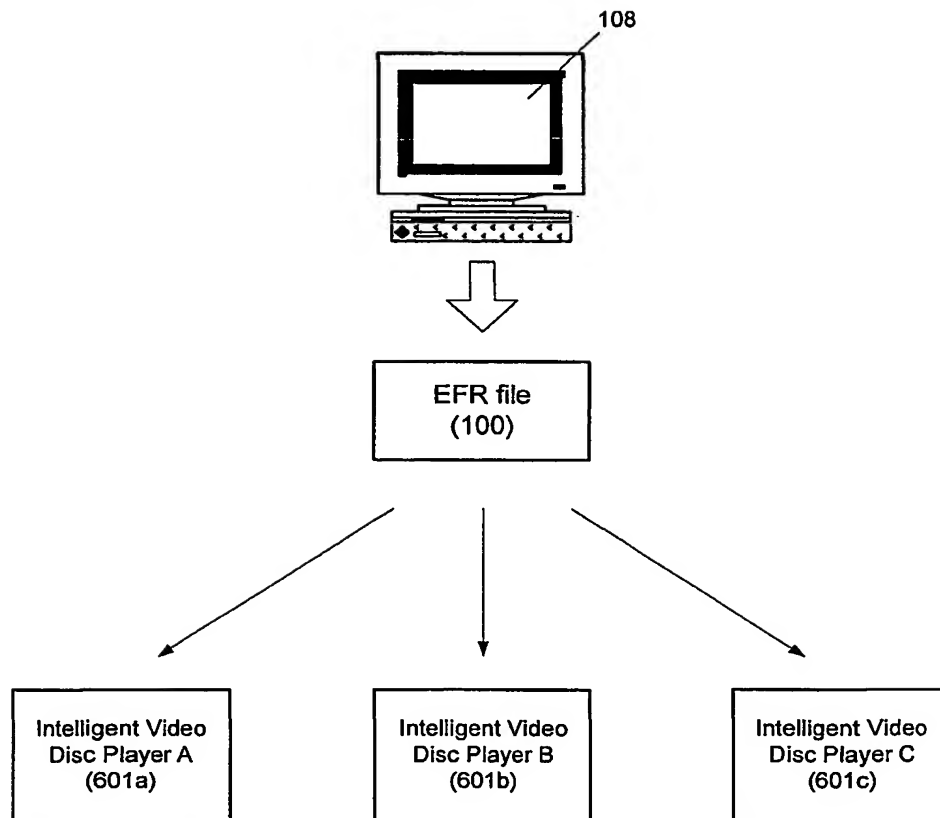 108
EFR file
(100)
Intelligent Video
Disc Player A
(601a)
Intelligent Video
Disc Player B
(601b)
Intelligent Video
Disc Player C
(601c)